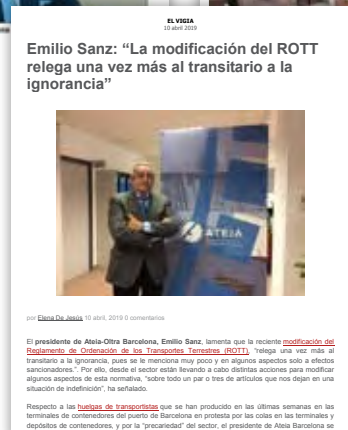 EL VIGIA
10 abril 2019
Emilio Sanz: “La modificación del ROTT
relega una vez más al transitario a la
ignorancia”
ATEIA
por Elena De Jesús 10 abril, 2019 0 comentarios
El presidente de Ateia-Oltra Barcelona, Emilio Sanz, lamenta que la reciente modificación del
Reglamento de Ordenación de los Transportes Terrestres (ROTT), “relega una vez más al
transitario a la ignorancia, pues se le menciona muy poco y en algunos aspectos solo a efectos
sancionadores.”. Por ello, desde el sector están llevando a cabo distintas acciones para modificar
algunos aspectos de esta normativa, “sobre todo un par o tres de artículos que nos dejan en una
situación de indefinición”, ha señalado.
Respecto a las huelgas de transportistas que se han producido en las últimas semanas en las
terminales de contenedores del puerto de Barcelona en protesta por las colas en las terminales y
depósitos de contenedores, y por la “precariedad” del sector, el presidente de Ateia Barcelona se